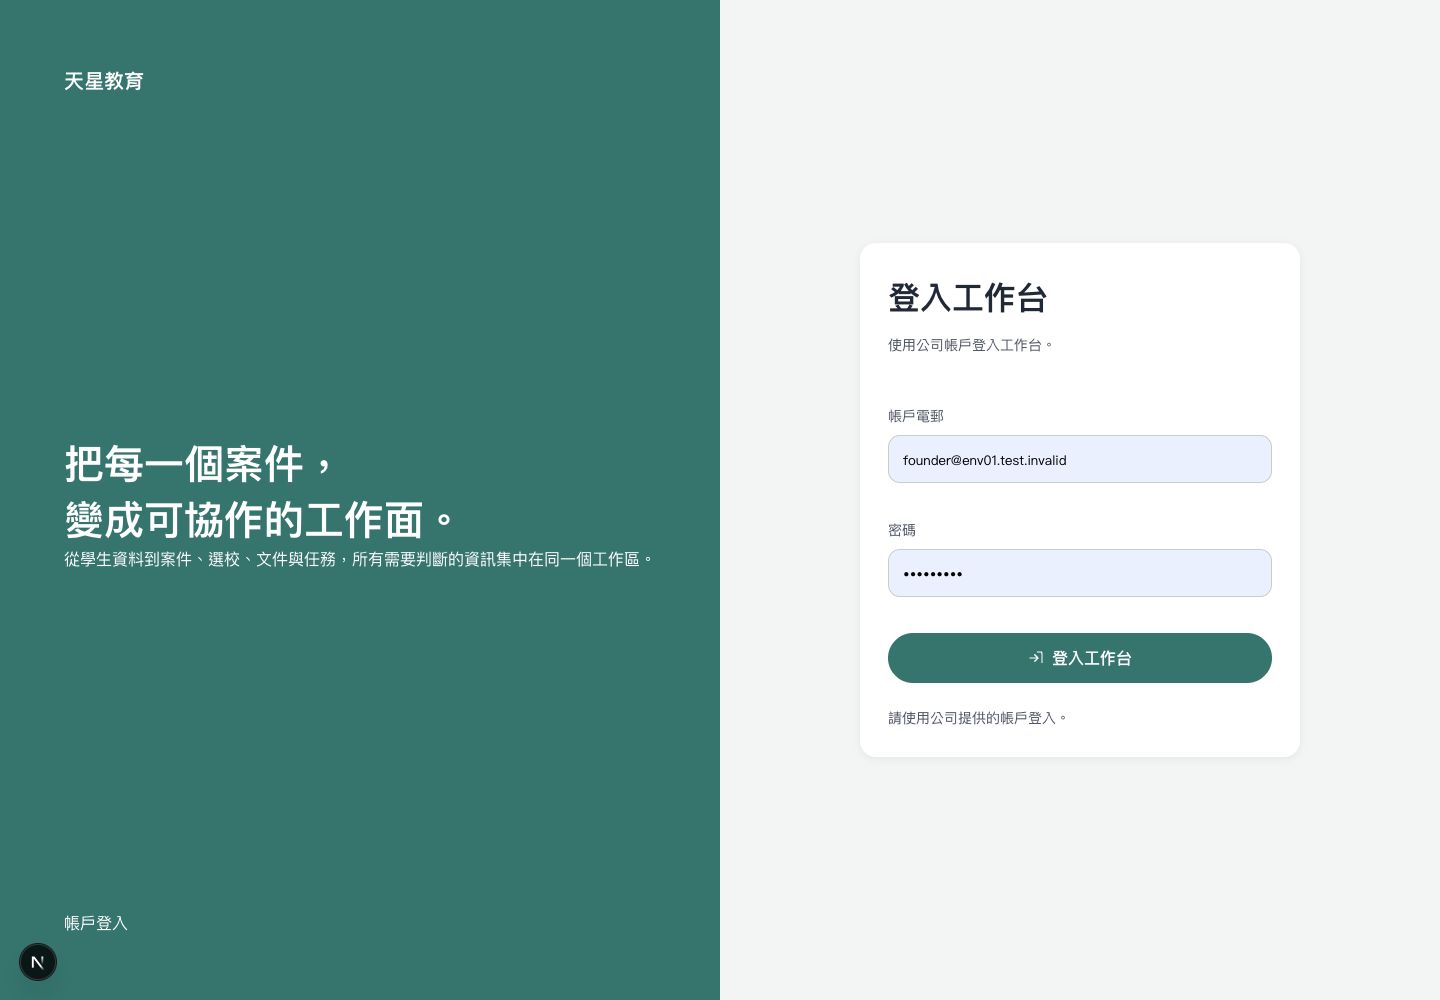 天星教育
把每一個案件，
變成可協作的工作面。
從學生資料到案件、選校、文件與任務，所有需要判斷的資訊集中在同一個工作區。
帳戶登入
N
登入工作台
使用公司帳戶登入工作台。
帳戶電郵
founder@env01.test.invalid
密碼
•••••••••
登入工作台
請使用公司提供的帳戶登入。